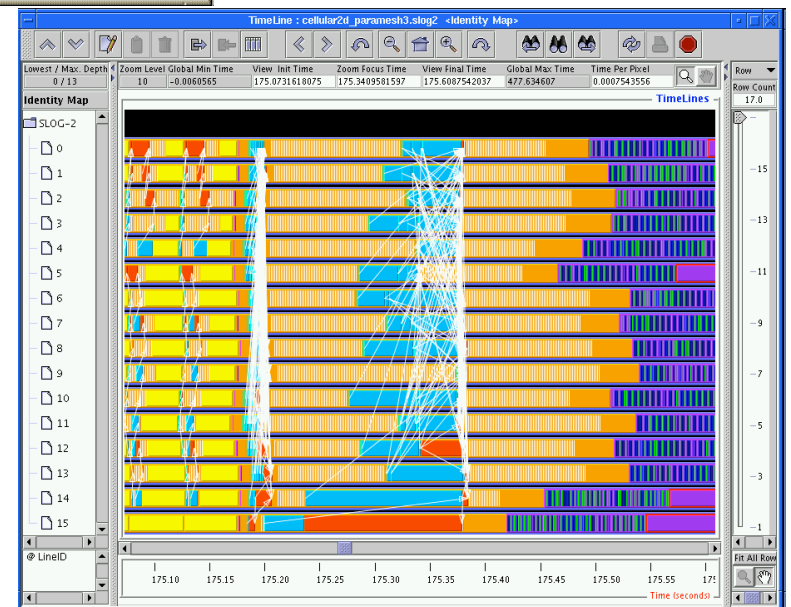 TimeLine : cellular2d_paramesh3.slog2 <Identity Map>
Lowest / Max. Depth
0 / 13
Zoom Level
10
Global Min Time
-0.0060565
View Init Time
175.0731618075
Zoom Focus Time
175.3409581597
View Final Time
175.6087542037
Global Max Time
477.634607
Time Per Pixel
0.0007543556
Row
Row Count
17.0
Identity Map
TimeLines
SLOG-2
0
1
2
3
4
5
6
7
8
9
10
11
12
13
14
15
15
13
11
9
7
5
3
1
@ LineID
Fit All Row
175.10 175.15 175.20 175.25 175.30 175.35 175.40 175.45 175.50 175.55 175
Time (seconds)